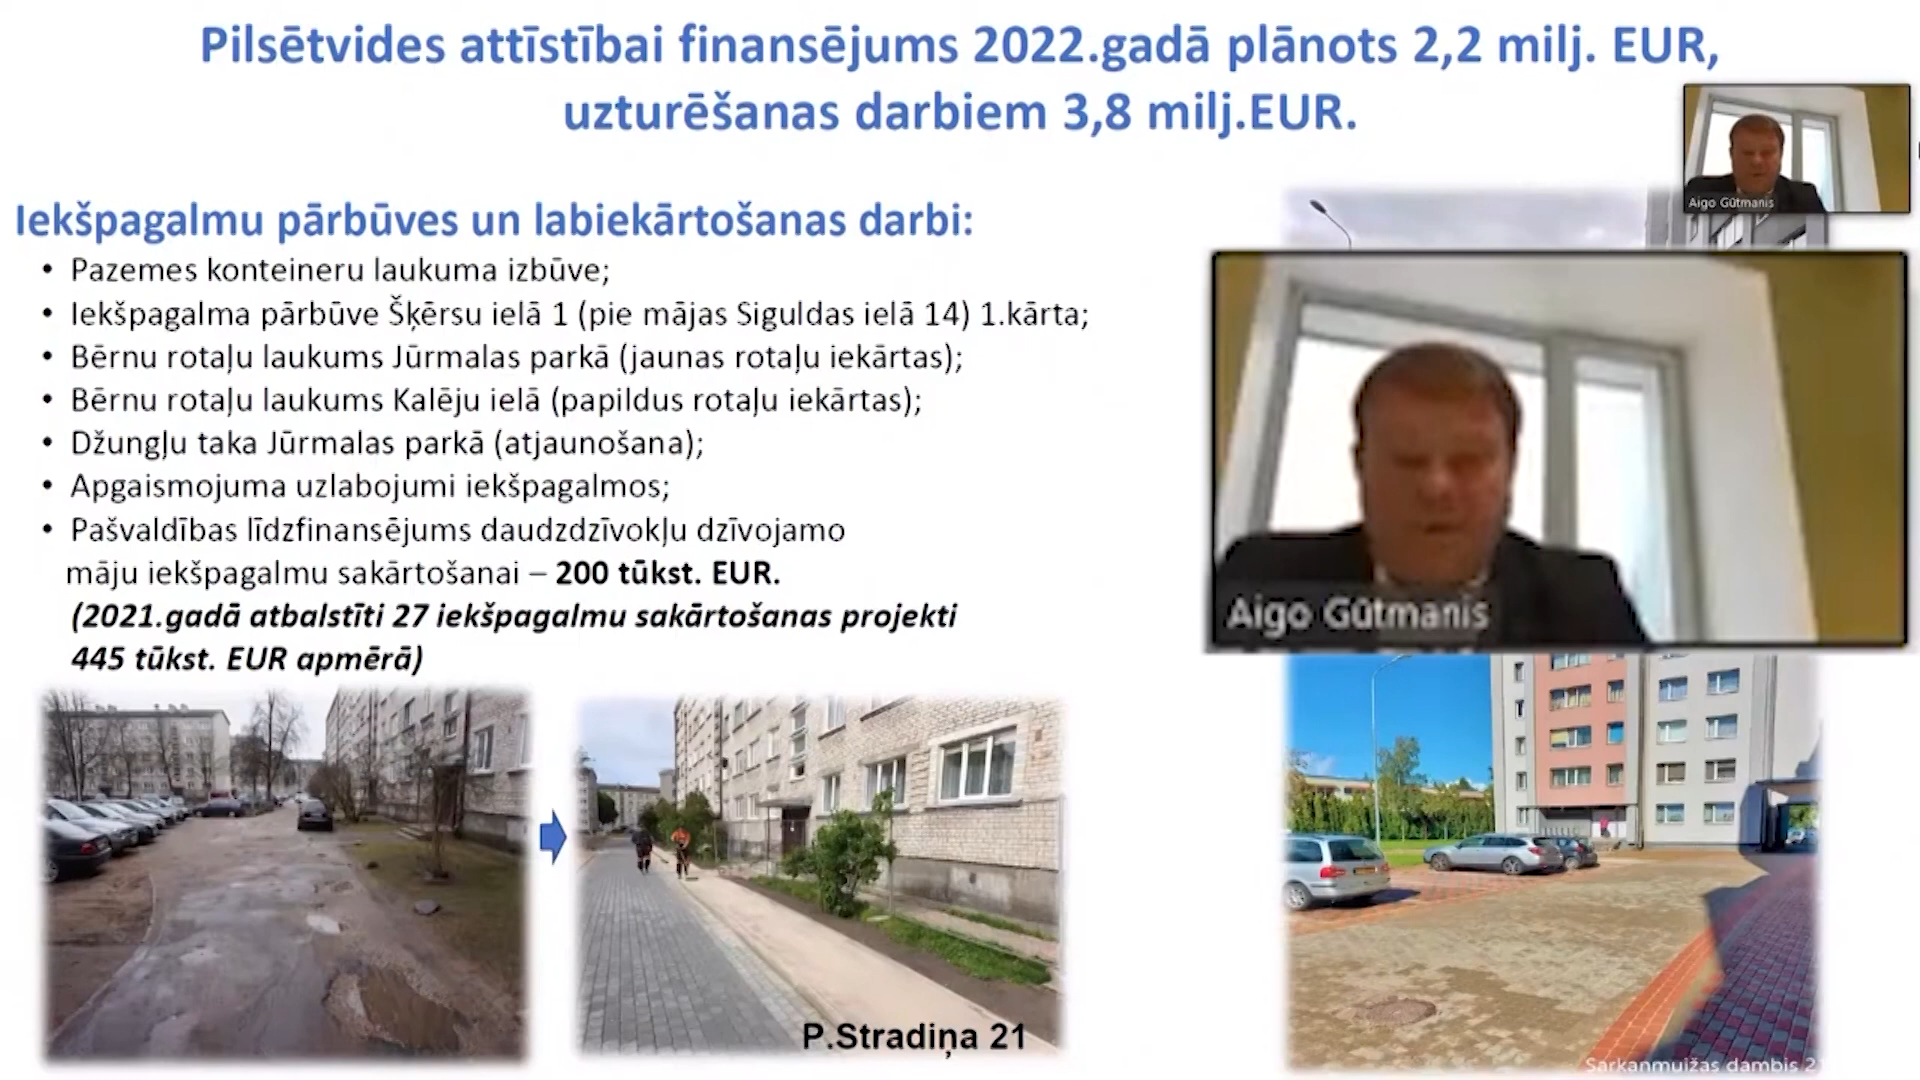 Pilsētvides attīstībai finansējums 2022.gadā plānots 2,2 milj. EUR,
uzturēšanas darbiem 3,8 milj.EUR.
Aigo Gūtmanis
Iekšpagalmu pārbūves un labiekārtošanas darbi:
• Pazemes konteineru laukuma izbūve;
• Iekšpagalma pārbūve Šķērsu ielā 1 (pie mājas Siguldas ielā 14) 1.kārta;
• Bērnu rotaļu laukums Jūrmalas parkā (jaunas rotaļu iekārtas);
• Bērnu rotaļu laukums Kalēju ielā (papildus rotaļu iekārtas);
• Džungļu taka Jūrmalas parkā (atjaunošana);
• Apgaismojuma uzlabojumi iekšpagalmos;
• Pašvaldības līdzfinansējums daudzdzīvokļu dzīvojamo
māju iekšpagalmu sakārtošanai – 200 tūkst. EUR.
(2021.gadā atbalstīti 27 iekšpagalmu sakārtošanas projekti
445 tūkst. EUR apmērā)
Aigo Gūtmanis
P.Stradiņa 21
Sarkanmuižas dambis 21